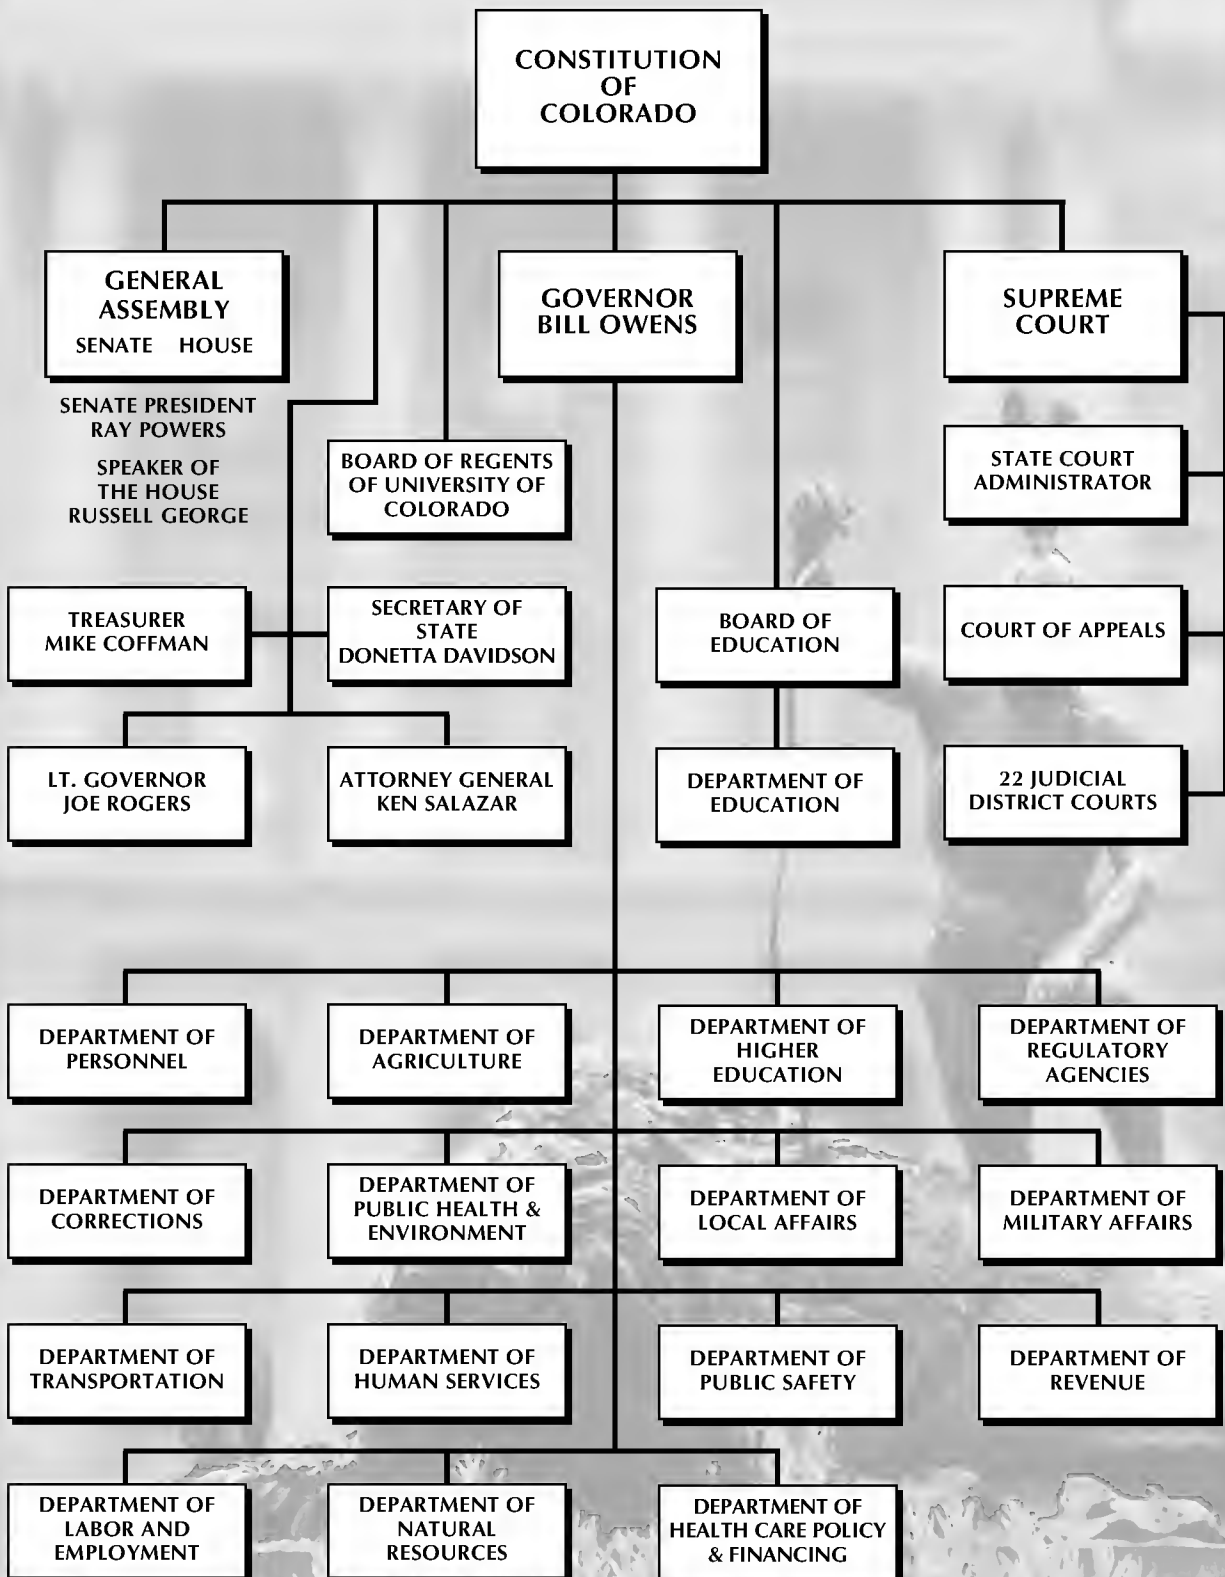 CONSTITUTION
OF
COLORADO
GENERAL
ASSEMBLY
SENATE HOUSE
GOVERNOR
BILL OWENS
SUPREME
COURT
SENATE PRESIDENT
RAY POWERS
SPEAKER OF
THE HOUSE
RUSSELL GEORGE
BOARD OF REGENTS
OF UNIVERSITY OF
COLORADO
STATE COURT
ADMINISTRATOR
TREASURER
MIKE COFFMAN
SECRETARY OF
STATE
DONETTA DAVIDSON
BOARD OF
EDUCATION
COURT OF APPEALS
LT. GOVERNOR
JOE ROGERS
ATTORNEY GENERAL
KEN SALAZAR
DEPARTMENT OF
EDUCATION
22 JUDICIAL
DISTRICT COURTS
DEPARTMENT OF
PERSONNEL
DEPARTMENT OF
AGRICULTURE
DEPARTMENT OF
HIGHER
EDUCATION
DEPARTMENT OF
REGULATORY
AGENCIES
DEPARTMENT OF
CORRECTIONS
DEPARTMENT OF
PUBLIC HEALTH &
ENVIRONMENT
DEPARTMENT OF
LOCAL AFFAIRS
DEPARTMENT OF
MILITARY AFFAIRS
DEPARTMENT OF
TRANSPORTATION
DEPARTMENT OF
HUMAN SERVICES
DEPARTMENT OF
PUBLIC SAFETY
DEPARTMENT OF
REVENUE
DEPARTMENT OF
LABOR AND
EMPLOYMENT
DEPARTMENT OF
NATURAL
RESOURCES
DEPARTMENT OF
HEALTH CARE POLICY
& FINANCING